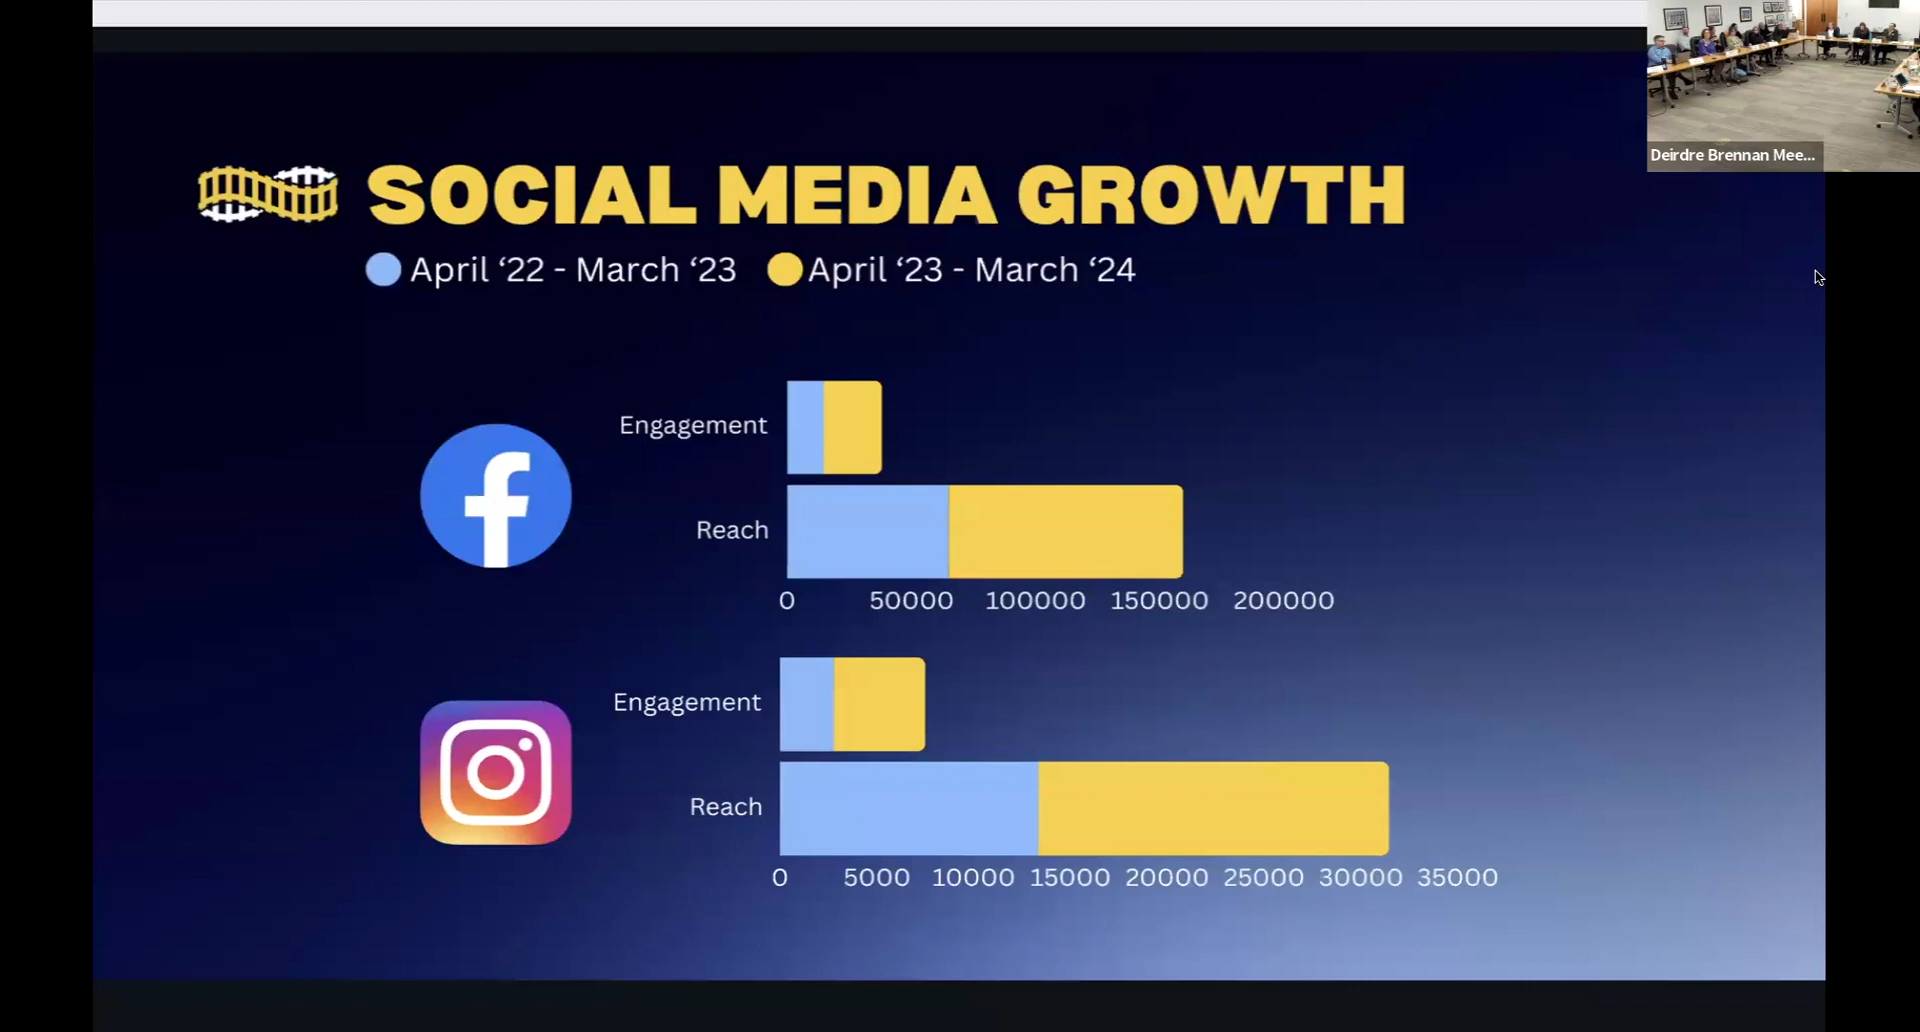 Deirdre Brennan Mee...
SOCIAL MEDIA GROWTH
April ‘22 - March ‘23 April ‘23 - March ‘24
Engagement
Reach
0 50000 100000 150000 200000
Engagement
Reach
0 5000 10000 15000 20000 25000 30000 35000